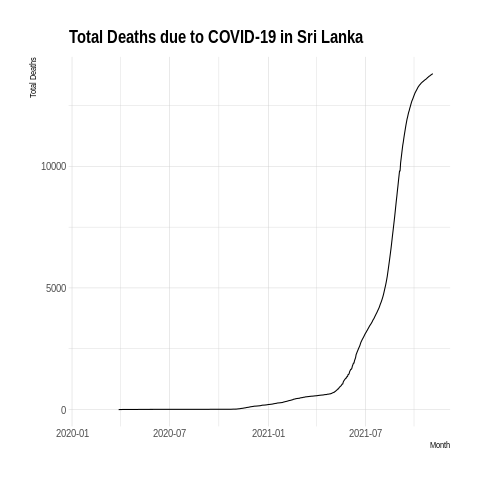 Total Deaths due to COVID-19 in Sri Lanka
Total Deaths
10000
5000
0
2020-01 2020-07 2021-01 2021-07
Month